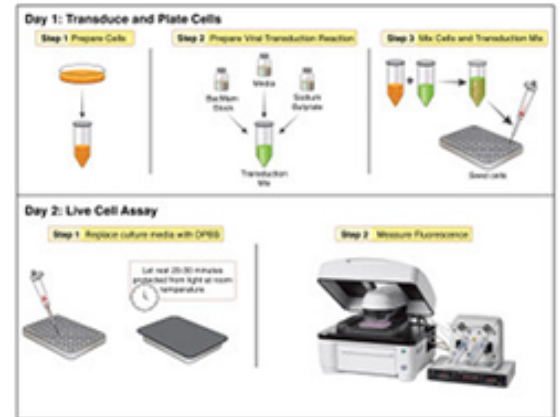 Day 1: Transduce and Plate Cells
Step 1 Prepare Cells
Step 2 Prepare Viral Transduction Reaction
BacMam
Stock
Media
Sodium
Butyrate
Transduction
Mix
Step 3 Mix Cells and Transduction Mix
Seed cells
Day 2: Live Cell Assay
Step 1 Replace culture media with DPBS
Let rest 20-30 minutes
protected from light at room
temperature
Step 2 Measure Fluorescence